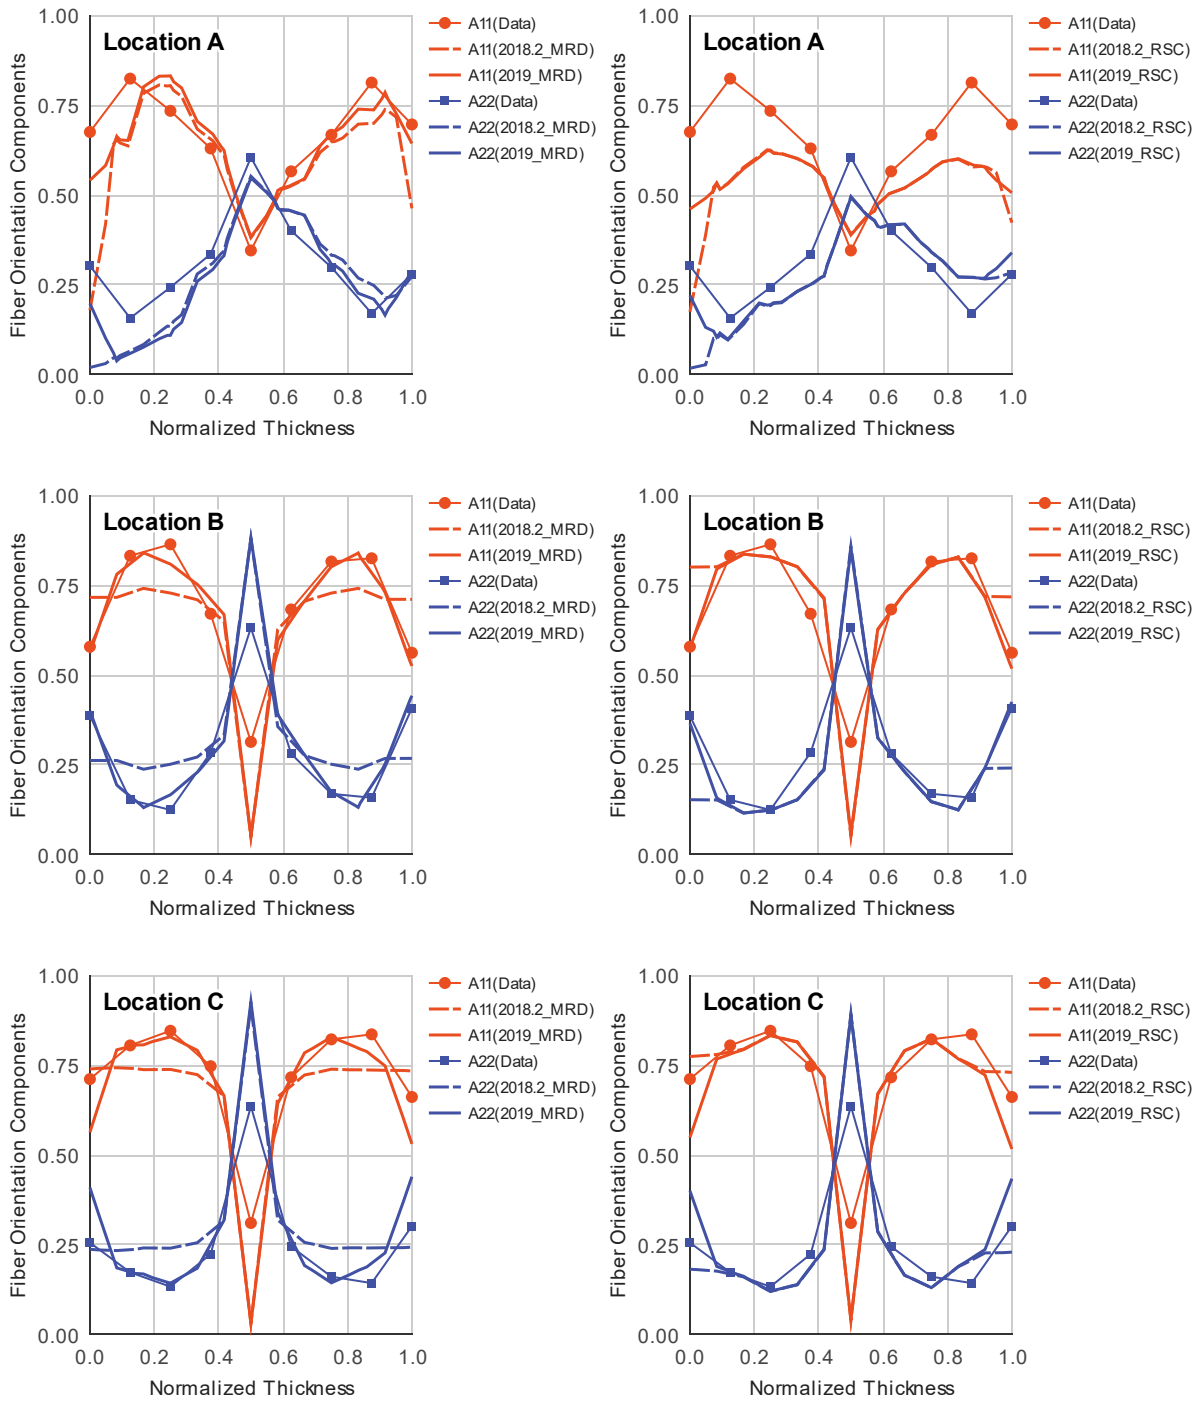 Location A
Fiber Orientation Components
1.00
0.75
0.50
0.25
0.00
0.0 0.2 0.4 0.6 0.8 1.0
Normalized Thickness
A11(Data)
A11(2018.2_MRD)
A11(2019_MRD)
A22(Data)
A22(2018.2_MRD)
A22(2019_MRD)
Location A
Fiber Orientation Components
1.00
0.75
0.50
0.25
0.00
0.0 0.2 0.4 0.6 0.8 1.0
Normalized Thickness
A11(Data)
A11(2018.2_RSC)
A11(2019_RSC)
A22(Data)
A22(2018.2_RSC)
A22(2019_RSC)
Location B
Fiber Orientation Components
1.00
0.75
0.50
0.25
0.00
0.0 0.2 0.4 0.6 0.8 1.0
Normalized Thickness
A11(Data)
A11(2018.2_MRD)
A11(2019_MRD)
A22(Data)
A22(2018.2_MRD)
A22(2019_MRD)
Location B
Fiber Orientation Components
1.00
0.75
0.50
0.25
0.00
0.0 0.2 0.4 0.6 0.8 1.0
Normalized Thickness
A11(Data)
A11(2018.2_RSC)
A11(2019_RSC)
A22(Data)
A22(2018.2_RSC)
A22(2019_RSC)
Location C
Fiber Orientation Components
1.00
0.75
0.50
0.25
0.00
0.0 0.2 0.4 0.6 0.8 1.0
Normalized Thickness
A11(Data)
A11(2018.2_MRD)
A11(2019_MRD)
A22(Data)
A22(2018.2_MRD)
A22(2019_MRD)
Location C
Fiber Orientation Components
1.00
0.75
0.50
0.25
0.00
0.0 0.2 0.4 0.6 0.8 1.0
Normalized Thickness
A11(Data)
A11(2018.2_RSC)
A11(2019_RSC)
A22(Data)
A22(2018.2_RSC)
A22(2019_RSC)